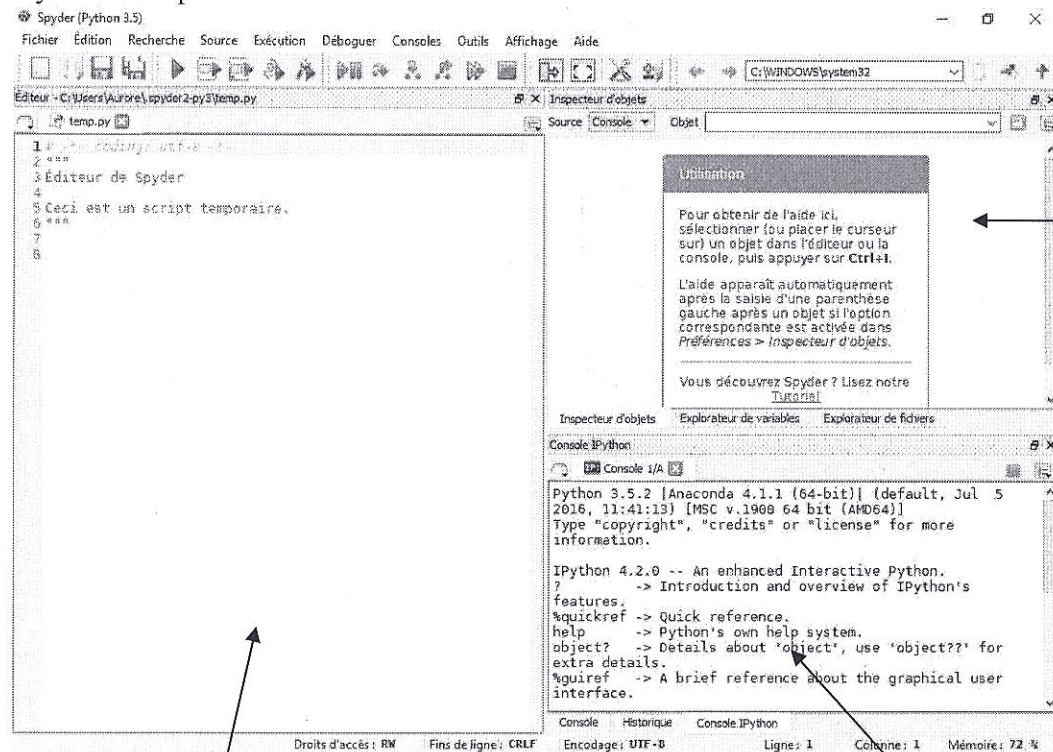 Spyder (Python 3.5)
Fichier Édition Recherche Source Exécution Déboguer Consoles Outils Affichage Aide
C:\WINDOWS\system32
Éditeur - C:\Users\Aurore\.spyder2-py3\temp.py
temp.py
1 # -*- coding: utf-8 -*-
2 """
3 Éditeur de Spyder
4
5 Ceci est un script temporaire.
6 """
7
8
Inspecteur d'objets
Source Console Objet
Utilisation
Pour obtenir de l'aide ici,
sélectionner (ou placer le curseur
sur) un objet dans l'éditeur ou la
console, puis appuyer sur Ctrl+I.
L'aide apparaît automatiquement
après la saisie d'une parenthèse
gauche après un objet si l'option
correspondante est activée dans
Préférences > Inspecteur d'objets.
Vous découvrez Spyder ? Lisez notre
Tutoriel
Inspecteur d'objets Explorateur de variables Explorateur de fichiers
Console IPython
Console 1/A
Python 3.5.2 |Anaconda 4.1.1 (64-bit)| (default, Jul 5
2016, 11:41:13) [MSC v.1900 64 bit (AMD64)]
Type "copyright", "credits" or "license" for more
information.
IPython 4.2.0 -- An enhanced Interactive Python.
? -> Introduction and overview of IPython's
features.
%quickref -> Quick reference.
help -> Python's own help system.
object? -> Details about 'object', use 'object??' for
extra details.
%guiref -> A brief reference about the graphical user
interface.
Console Historique Console IPython
Droits d'accès : RW Fins de ligne : CRLF Encodage : UTF-8 Ligne : 1 Colonne : 1 Mémoire : 72 %